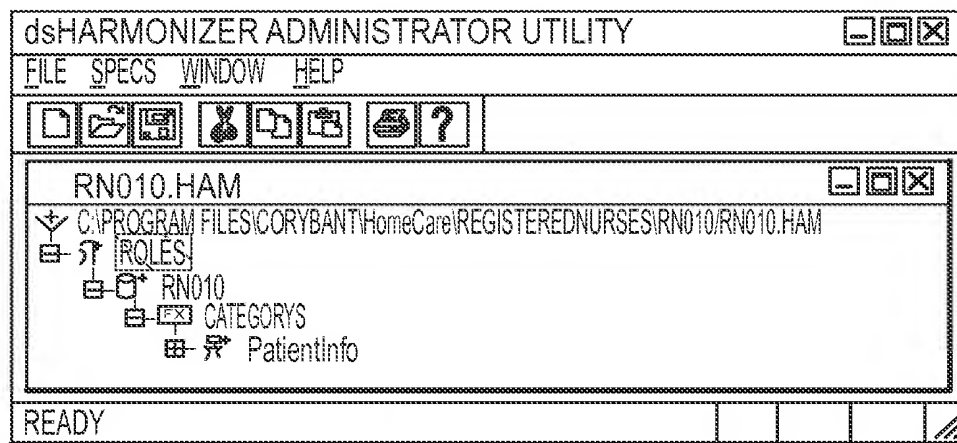 dsHARMONIZER ADMINISTRATOR UTILITY
FILE SPECS WINDOW HELP
?
RN010.HAM
C:\PROGRAM FILES\CORYBANT\HomeCare\REGISTEREDNURSES\RN010/RN010.HAM
ROLES
RN010
FX CATEGORYS
PatientInfo
READY